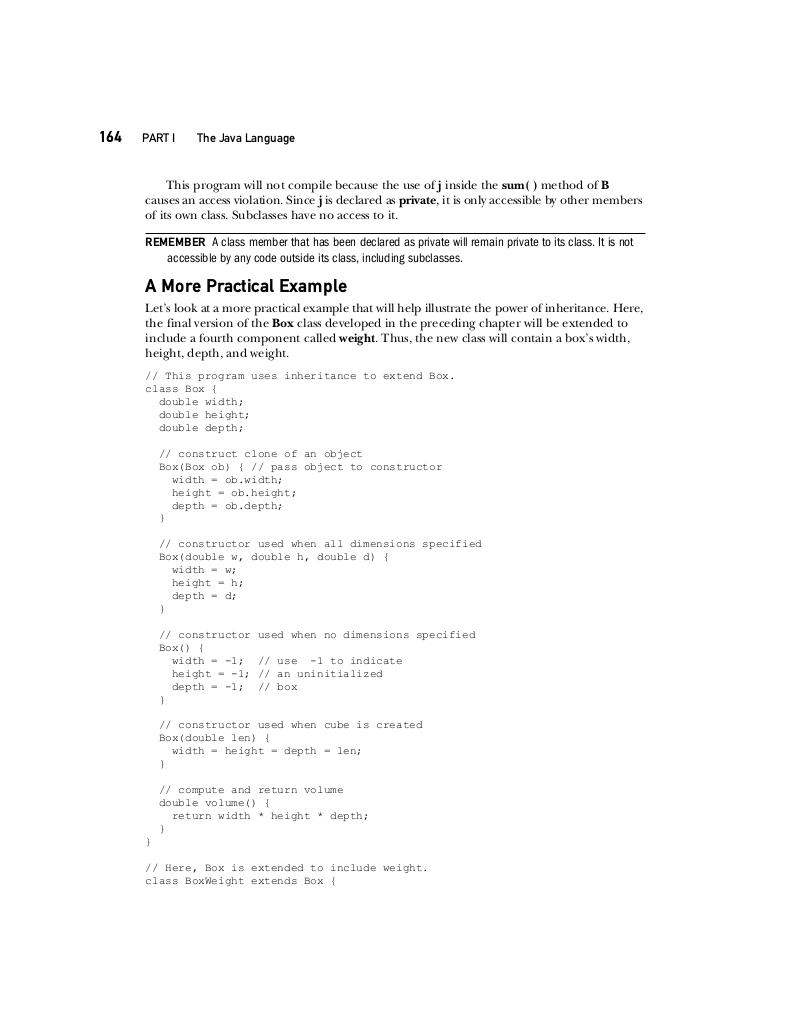 164 PART I The Java Language
This program will not compile because the use of j inside the sum( ) method of B
causes an access violation. Since j is declared as private, it is only accessible by other members
of its own class. Subclasses have no access to it.
REMEMBER A class member that has been declared as private will remain private to its class. It is not
accessible by any code outside its class, including subclasses.
A More Practical Example
Let's look at a more practical example that will help illustrate the power of inheritance. Here,
the final version of the Box class developed in the preceding chapter will be extended to
include a fourth component called weight. Thus, the new class will contain a box's width,
height, depth, and weight.
// This program uses inheritance to extend Box.
class Box {
  double width;
  double height;
  double depth;

  // construct clone of an object
  Box(Box ob) { // pass object to constructor
    width = ob.width;
    height = ob.height;
    depth = ob.depth;
  }

  // constructor used when all dimensions specified
  Box(double w, double h, double d) {
    width = w;
    height = h;
    depth = d;
  }

  // constructor used when no dimensions specified
  Box() {
    width = -1;  // use  -1 to indicate
    height = -1; // an uninitialized
    depth = -1;  // box
  }

  // constructor used when cube is created
  Box(double len) {
    width = height = depth = len;
  }

  // compute and return volume
  double volume() {
    return width * height * depth;
  }
}

// Here, Box is extended to include weight.
class BoxWeight extends Box {